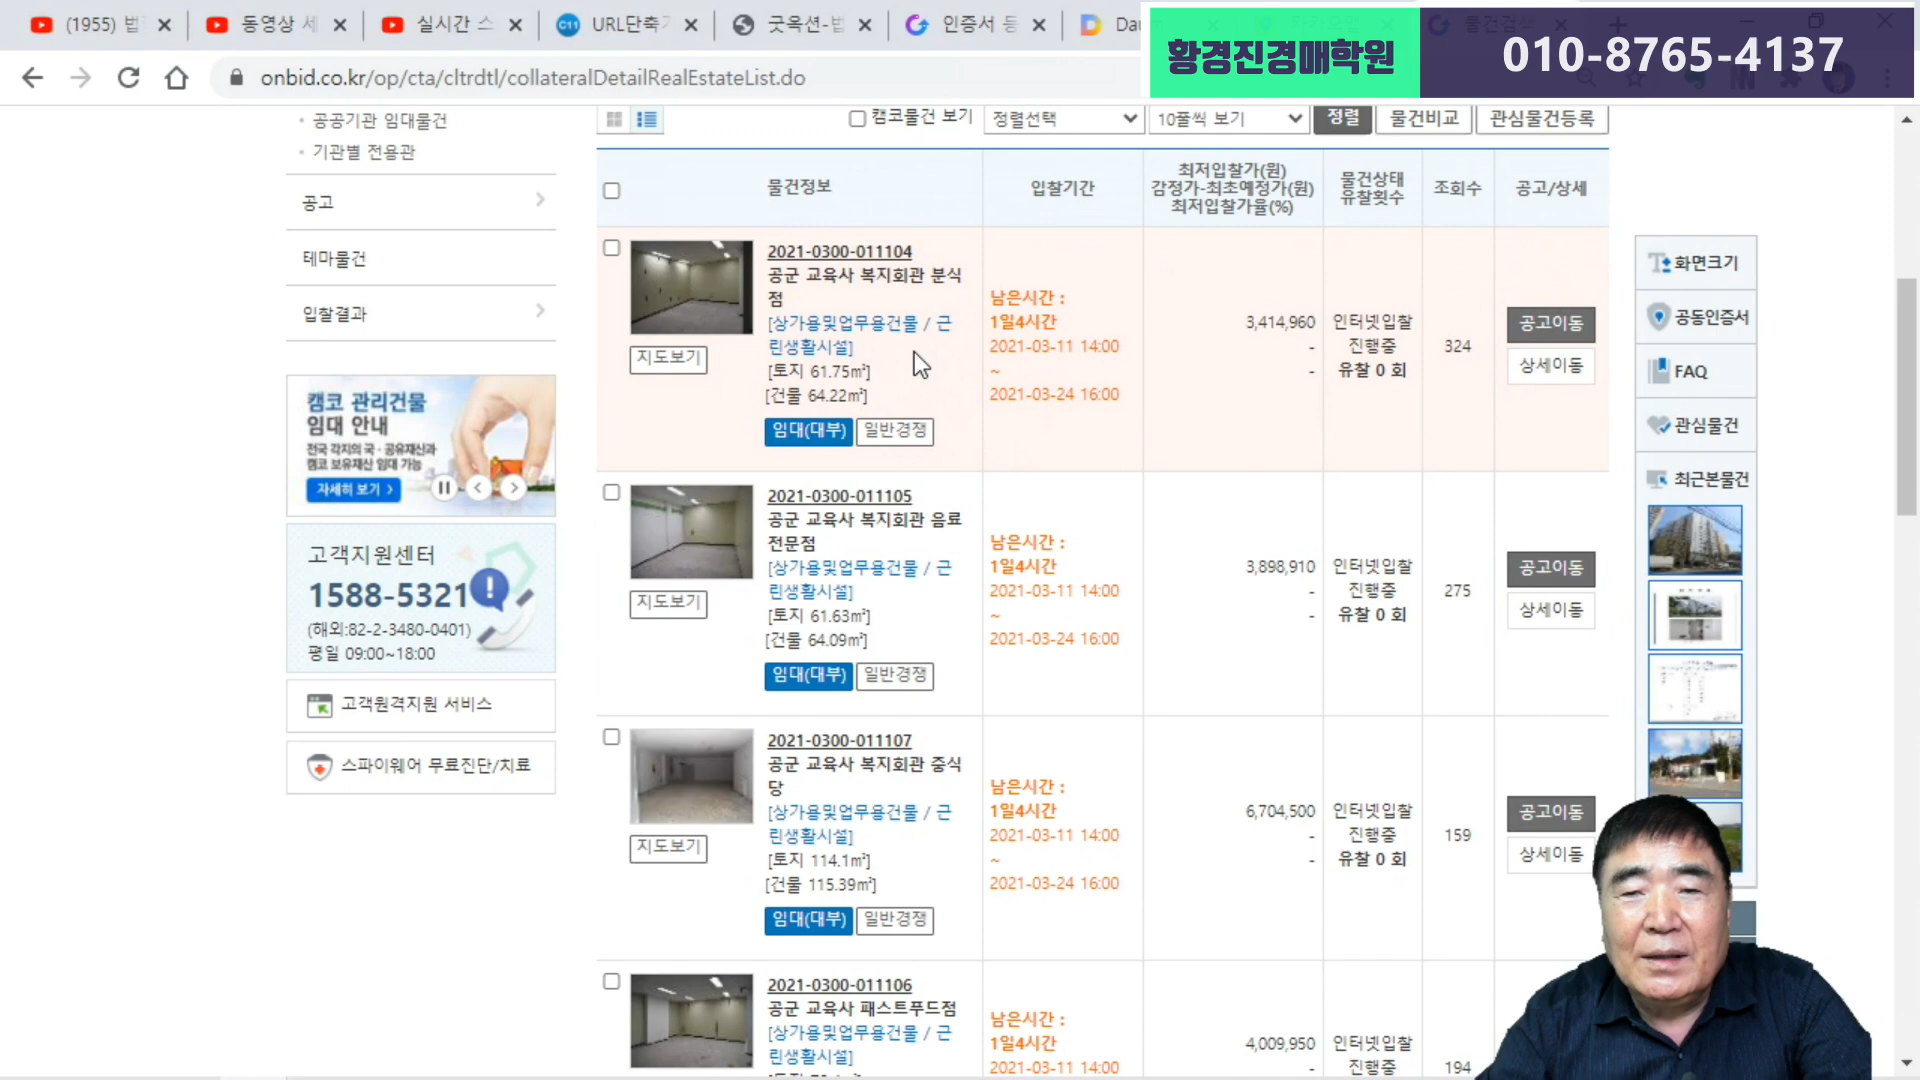 (1955) 법
동영상 세
실시간 스
URL단축
굿옥션-법
인증서 등
Dau
황경진경매학원
010-8765-4137
onbid.co.kr/op/cta/cltrdtl/collateralDetailRealEstateList.do
공공기관 임대물건
기관별 전용관
공고
테마물건
입찰결과
캠코 관리건물
임대 안내
전국 각지의 국·공유재산과
캠코 보유재산 임대 가능
자세히 보기
고객지원센터
1588-5321
(해외:82-2-3480-0401)
평일 09:00~18:00
고객원격지원 서비스
스파이웨어 무료진단/치료
캠코물건 보기
정렬선택
10줄씩 보기
정렬
물건비교
관심물건등록
물건정보
입찰기간
최저입찰가(원)
감정가-최초예정가(원)
최저입찰가율(%)
물건상태
유찰횟수
조회수
공고/상세
2021-0300-011104
공군 교육사 복지회관 분식
점
[상가용및업무용건물 / 근
린생활시설]
[토지 61.75㎡]
[건물 64.22㎡]
지도보기
임대(대부) 일반경쟁
남은시간 :
1일4시간
2021-03-11 14:00
~
2021-03-24 16:00
3,414,960
-
-
인터넷입찰
진행중
유찰 0 회
324
공고이동
상세이동
2021-0300-011105
공군 교육사 복지회관 음료
전문점
[상가용및업무용건물 / 근
린생활시설]
[토지 61.63㎡]
[건물 64.09㎡]
지도보기
임대(대부) 일반경쟁
남은시간 :
1일4시간
2021-03-11 14:00
~
2021-03-24 16:00
3,898,910
-
-
인터넷입찰
진행중
유찰 0 회
275
공고이동
상세이동
2021-0300-011107
공군 교육사 복지회관 중식
당
[상가용및업무용건물 / 근
린생활시설]
[토지 114.1㎡]
[건물 115.39㎡]
지도보기
임대(대부) 일반경쟁
남은시간 :
1일4시간
2021-03-11 14:00
~
2021-03-24 16:00
6,704,500
-
-
인터넷입찰
진행중
유찰 0 회
159
공고이동
상세이동
2021-0300-011106
공군 교육사 패스트푸드점
[상가용및업무용건물 / 근
린생활시설]
남은시간 :
1일4시간
2021-03-11 14:00
4,009,950
-
인터넷입찰
진행중
194
화면크기
공동인증서
FAQ
관심물건
최근본물건